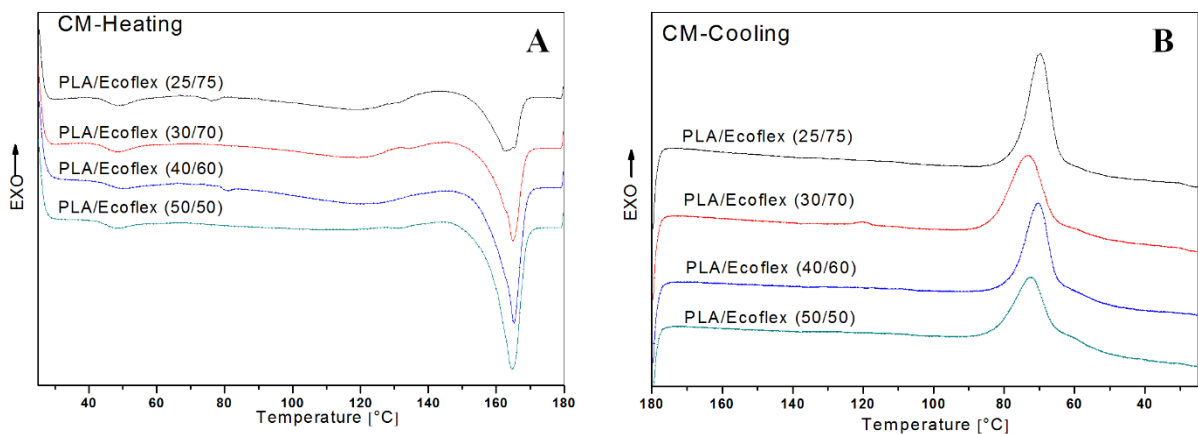 CM-Heating
A
PLA/Ecoflex (25/75)
PLA/Ecoflex (30/70)
PLA/Ecoflex (40/60)
PLA/Ecoflex (50/50)
EXO
40 60 80 100 120 140 160 180
Temperature [°C]
CM-Cooling
B
PLA/Ecoflex (25/75)
PLA/Ecoflex (30/70)
PLA/Ecoflex (40/60)
PLA/Ecoflex (50/50)
EXO
180 160 140 120 100 80 60 40
Temperature [°C]